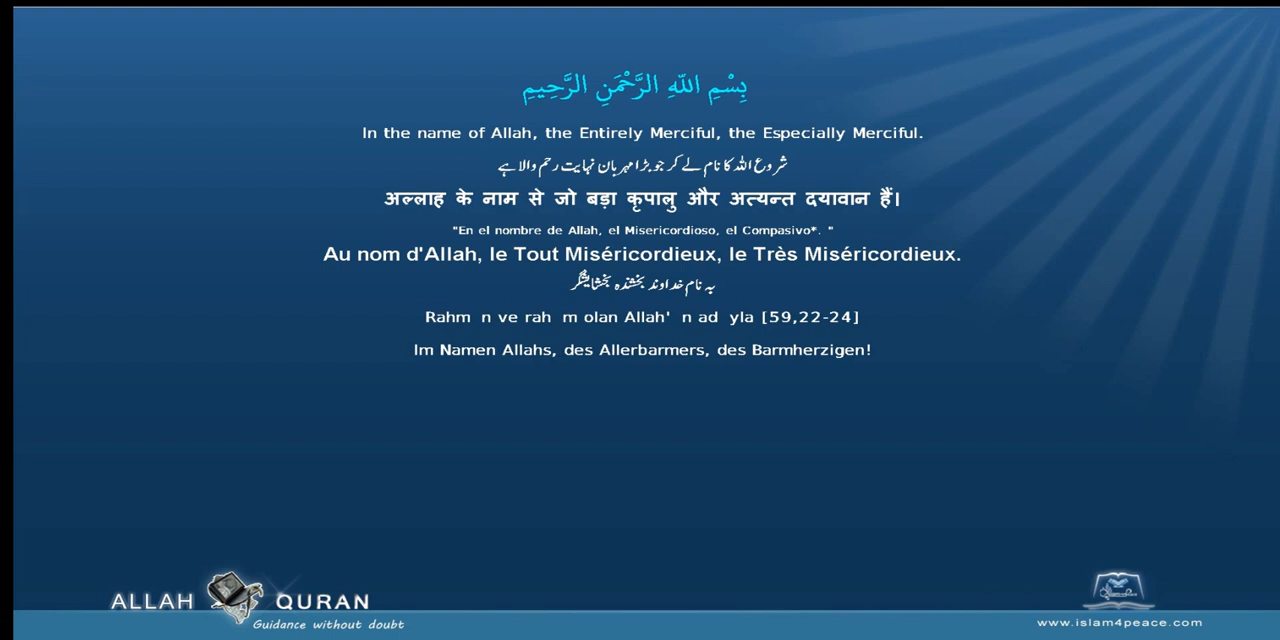 بِسْمِ اللّٰهِ الرَّحْمَنِ الرَّحِيمِ
In the name of Allah, the Entirely Merciful, the Especially Merciful.
شروع الله کا نام لے کر جو بڑا مہربان نہایت رحم والا ہے
अल्लाह के नाम से जो बड़ा कृपालु और अत्यन्त दयावान हैं।
"En el nombre de Allah, el Misericordioso, el Compasivo*. "
Au nom d'Allah, le Tout Miséricordieux, le Très Miséricordieux.
به نام خداوند بخشنده بخشایشگر
Rahm n ve rah m olan Allah' n ad yla [59,22-24]
Im Namen Allahs, des Allerbarmers, des Barmherzigen!
ALLAH QURAN
Guidance without doubt
www.islam4peace.com